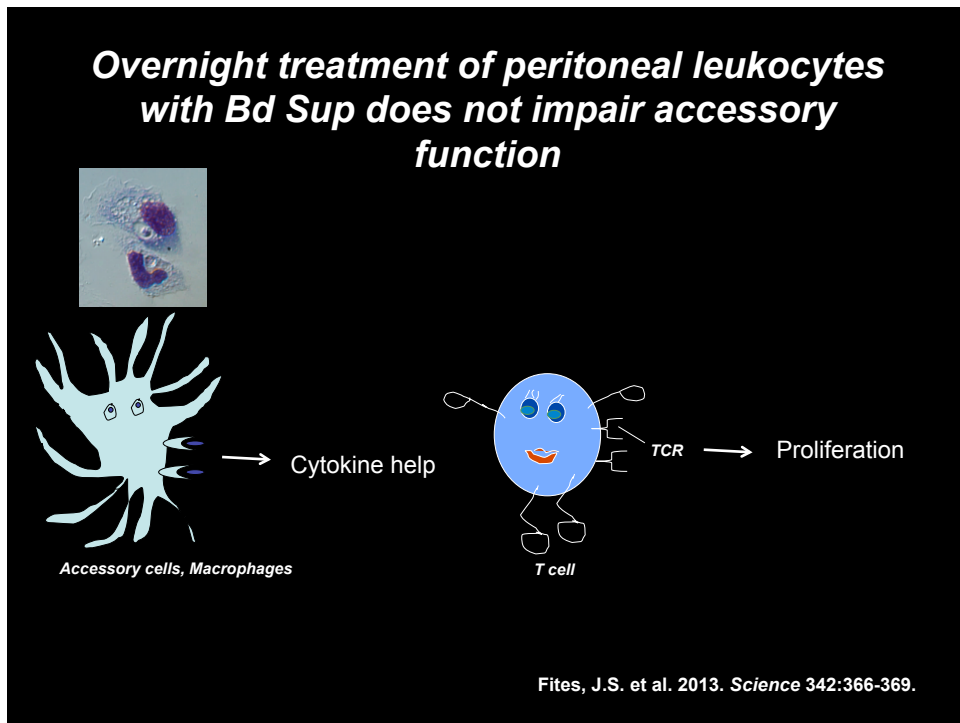 Overnight treatment of peritoneal leukocytes
with Bd Sup does not impair accessory
function
Cytokine help
TCR
Proliferation
Accessory cells, Macrophages
T cell
Fites, J.S. et al. 2013. Science 342:366-369.